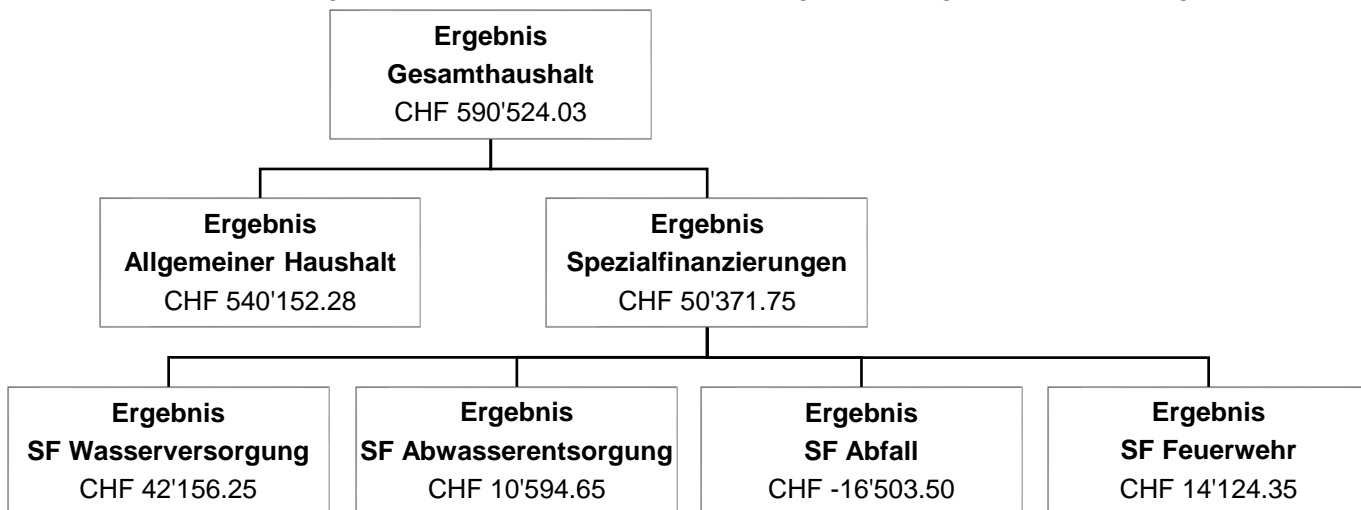 Ergebnis
Gesamthaushalt
CHF 590'524.03
Ergebnis
Allgemeiner Haushalt
CHF 540'152.28
Ergebnis
Spezialfinanzierungen
CHF 50'371.75
Ergebnis
SF Wasserversorgung
CHF 42'156.25
Ergebnis
SF Abwasserentsorgung
CHF 10'594.65
Ergebnis
SF Abfall
CHF -16'503.50
Ergebnis
SF Feuerwehr
CHF 14'124.35